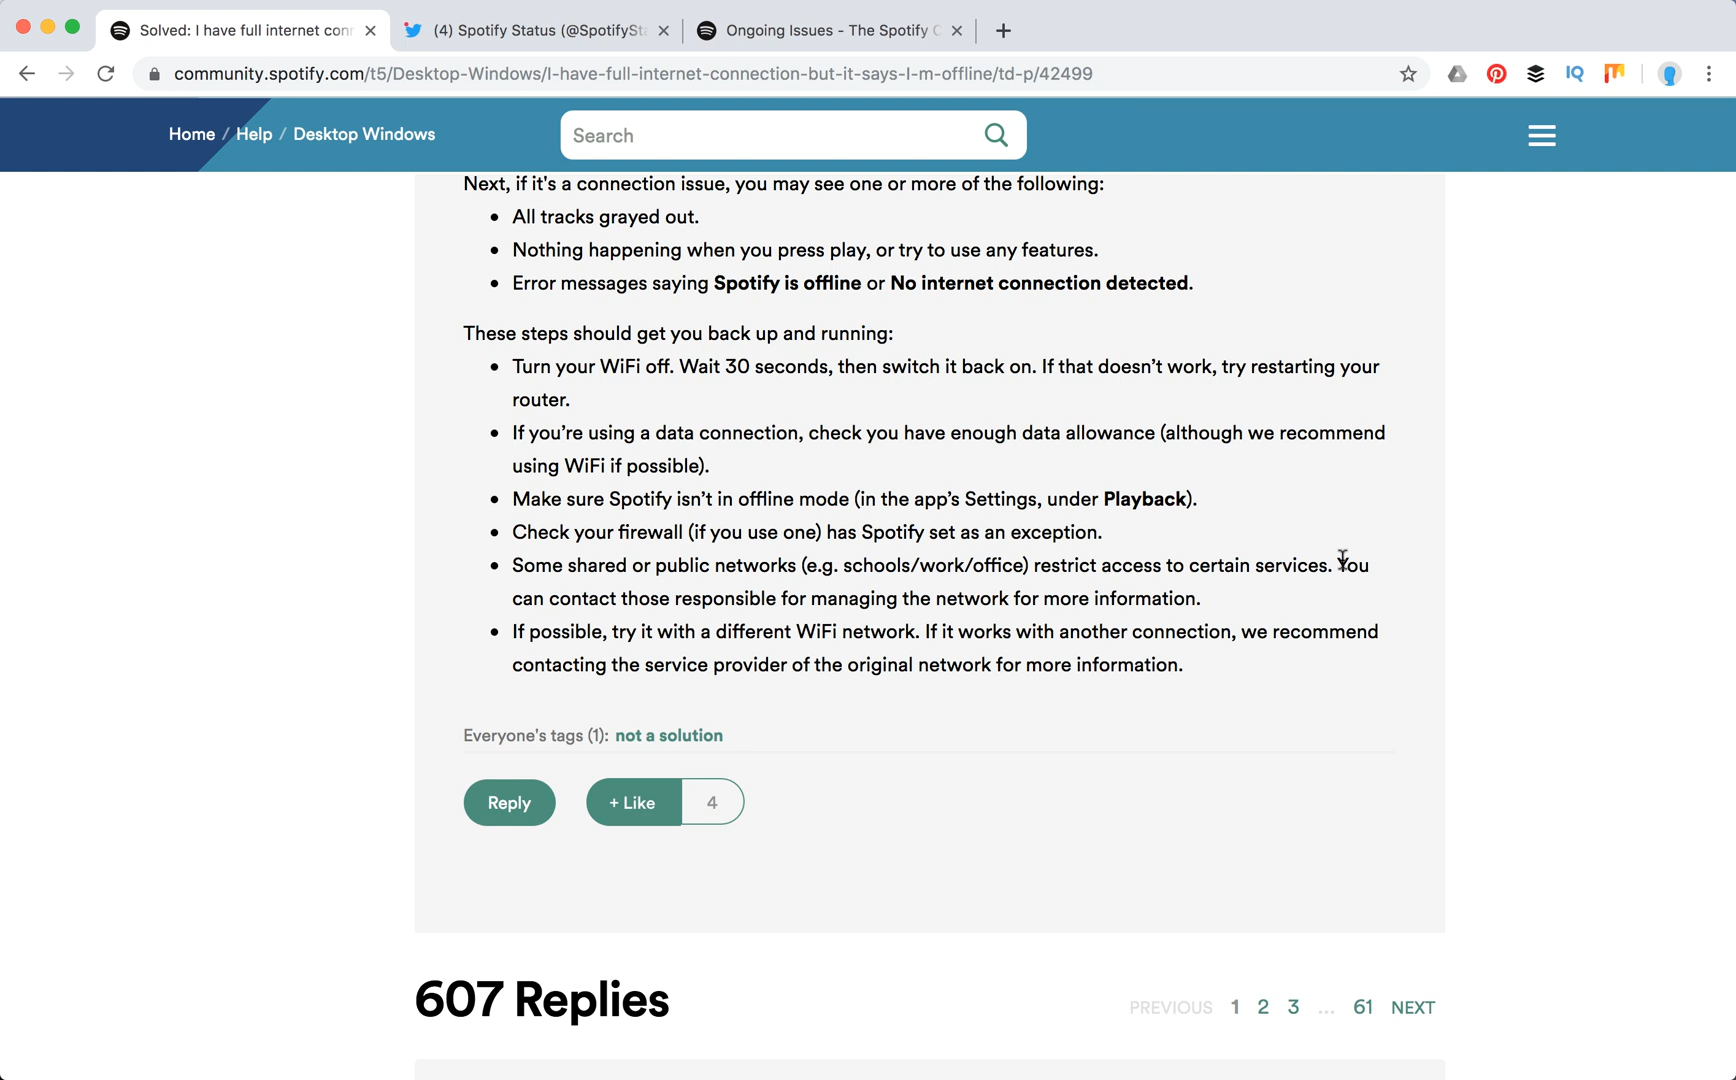 Solved: I have full internet conn
(4) Spotify Status (@SpotifySta
Ongoing Issues - The Spotify C
community.spotify.com/t5/Desktop-Windows/I-have-full-internet-connection-but-it-says-I-m-offline/td-p/42499
IQ
Home / Help / Desktop Windows
Search
Next, if it's a connection issue, you may see one or more of the following:
• All tracks grayed out.
• Nothing happening when you press play, or try to use any features.
• Error messages saying Spotify is offline or No internet connection detected.
These steps should get you back up and running:
• Turn your WiFi off. Wait 30 seconds, then switch it back on. If that doesn’t work, try restarting your
router.
• If you’re using a data connection, check you have enough data allowance (although we recommend
using WiFi if possible).
• Make sure Spotify isn’t in offline mode (in the app’s Settings, under Playback).
• Check your firewall (if you use one) has Spotify set as an exception.
• Some shared or public networks (e.g. schools/work/office) restrict access to certain services. You
can contact those responsible for managing the network for more information.
• If possible, try it with a different WiFi network. If it works with another connection, we recommend
contacting the service provider of the original network for more information.
Everyone's tags (1): not a solution
Reply
+ Like 4
607 Replies
PREVIOUS 1 2 3 ... 61 NEXT